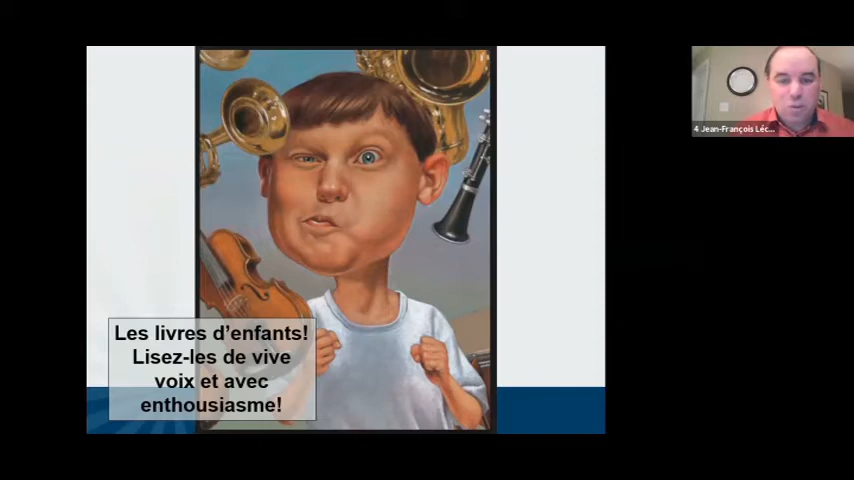 Les livres d’enfants!
Lisez-les de vive
voix et avec
enthousiasme!
4 Jean-François Léc...